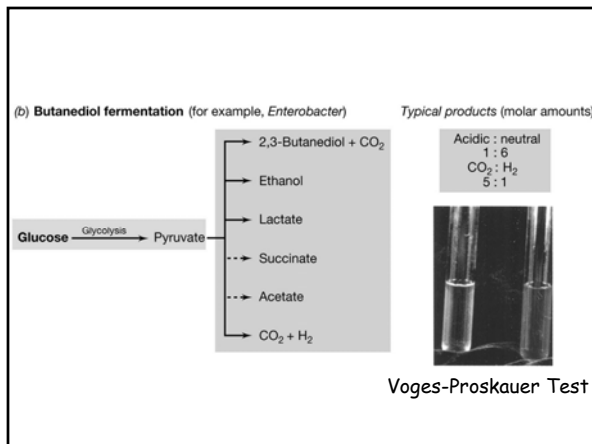 (b) Butanediol fermentation (for example, Enterobacter)
Typical products (molar amounts)
Acidic : neutral
1 : 6
CO₂ : H₂
5 : 1
Glucose
Glycolysis
Pyruvate
2,3-Butanediol + CO₂
Ethanol
Lactate
Succinate
Acetate
CO₂ + H₂
Voges-Proskauer Test